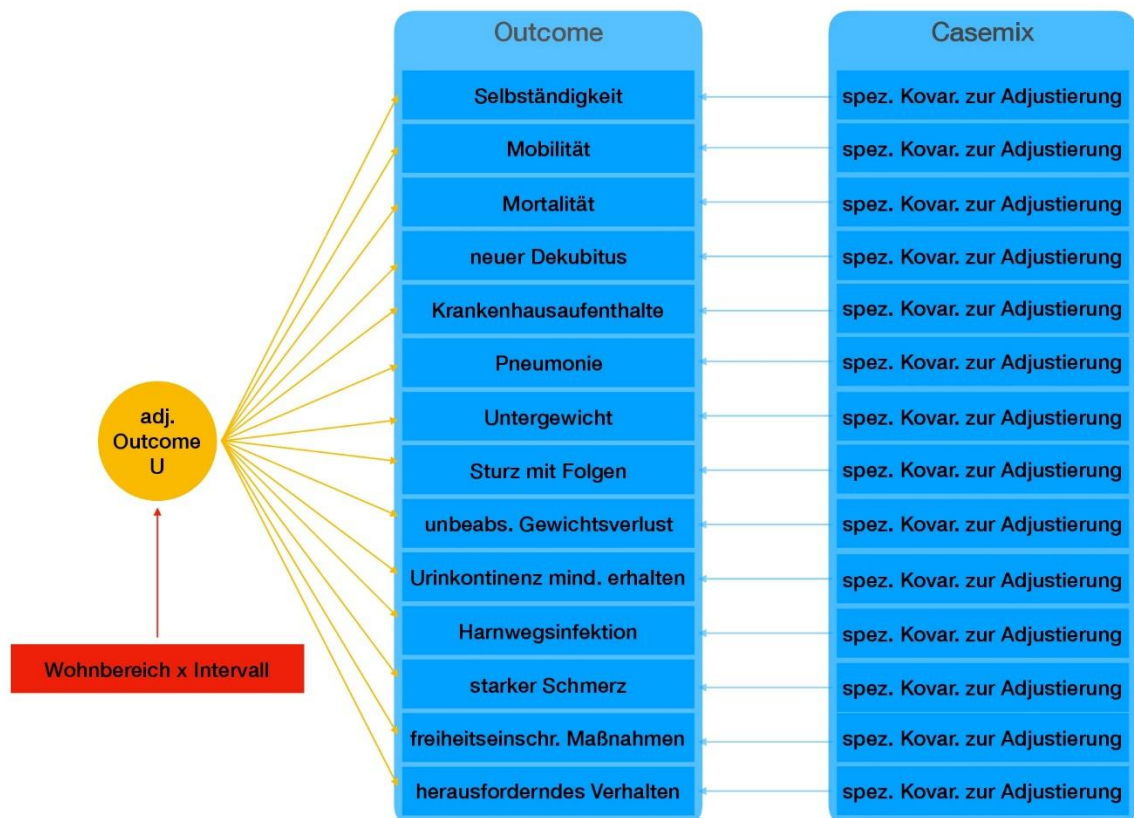 Outcome
Casemix
Selbständigkeit
spez. Kovar. zur Adjustierung
Mobilität
spez. Kovar. zur Adjustierung
Mortalität
spez. Kovar. zur Adjustierung
neuer Dekubitus
spez. Kovar. zur Adjustierung
Krankenhausaufenthalte
spez. Kovar. zur Adjustierung
Pneumonie
spez. Kovar. zur Adjustierung
adj.
Outcome
U
Untergewicht
spez. Kovar. zur Adjustierung
Sturz mit Folgen
spez. Kovar. zur Adjustierung
unbeabs. Gewichtsverlust
spez. Kovar. zur Adjustierung
Urinkontinenz mind. erhalten
spez. Kovar. zur Adjustierung
Harnwegsinfektion
spez. Kovar. zur Adjustierung
Wohnbereich x Intervall
starker Schmerz
spez. Kovar. zur Adjustierung
freiheitseinschr. Maßnahmen
spez. Kovar. zur Adjustierung
herausforderndes Verhalten
spez. Kovar. zur Adjustierung